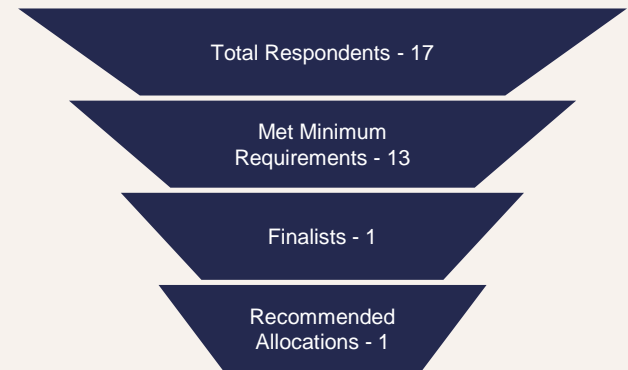 Total Respondents - 17
Met Minimum
Requirements - 13
Finalists - 1
Recommended
Allocations - 1